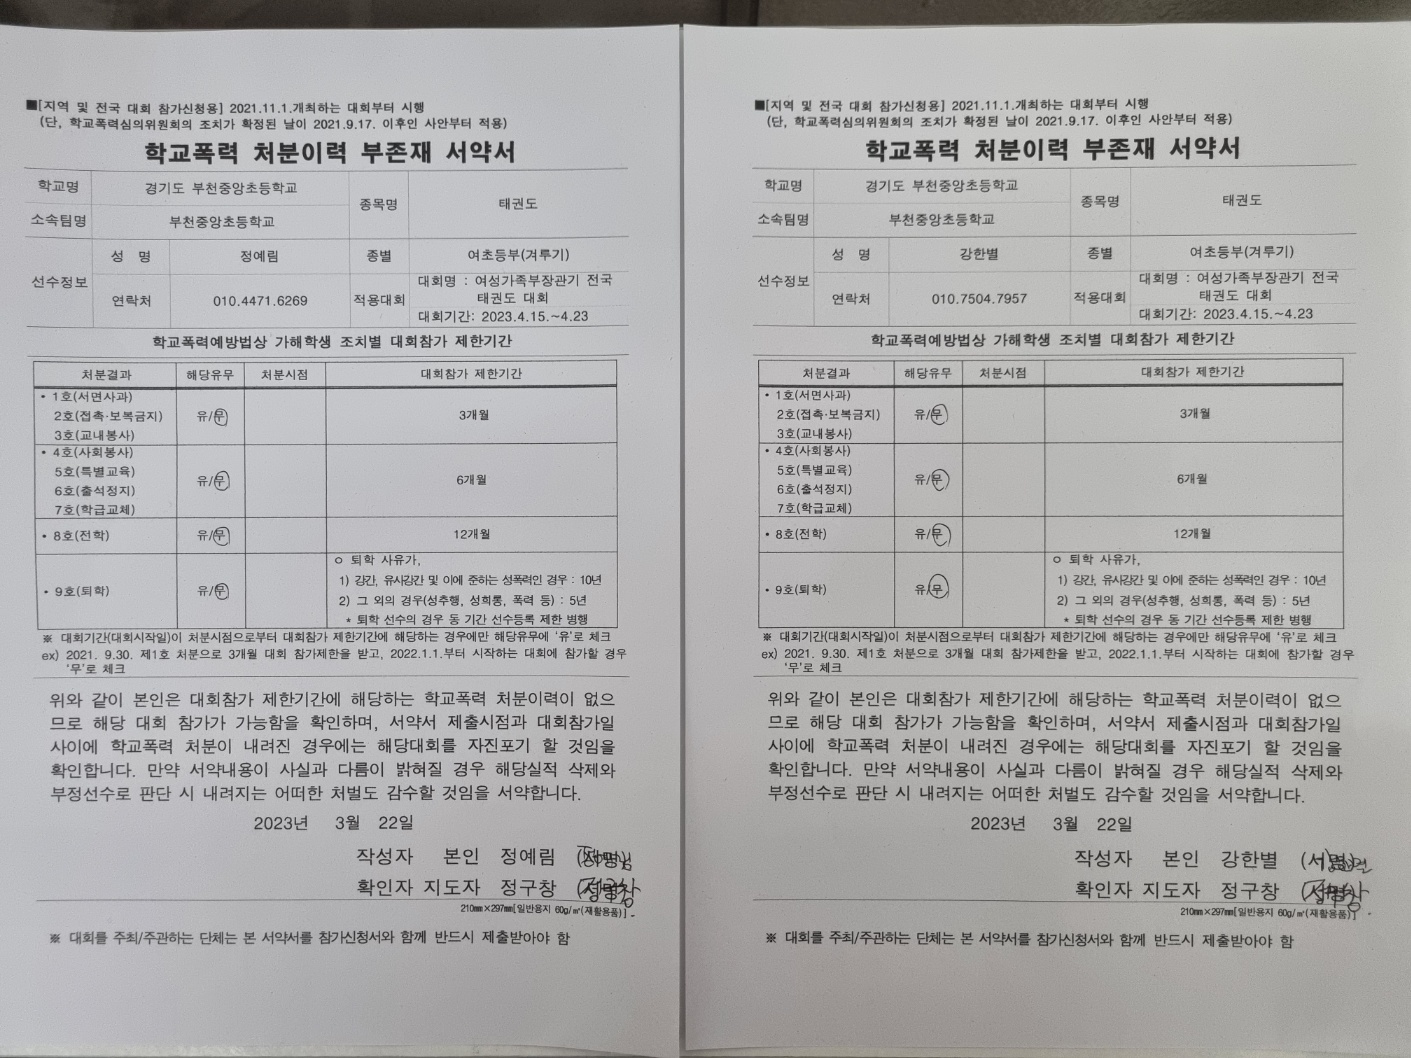 ■[지역 및 전국 대회 참가신청용] 2021.11.1.개최하는 대회부터 시행
(단, 학교폭력심의위원회의 조치가 확정된 날이 2021.9.17. 이후인 사안부터 적용)
학교폭력 처분이력 부존재 서약서
학교명 경기도 부천중앙초등학교 종목명 태권도
소속팀명 부천중앙초등학교
선수정보 성 명 정예림 종별 여초등부(겨루기)
연락처 010.4471.6269 적용대회 대회명 : 여성가족부장관기 전국
태권도 대회
대회기간: 2023.4.15.~4.23
학교폭력예방법상 가해학생 조치별 대회참가 제한기간
처분결과 해당유무 처분시점 대회참가 제한기간
• 1호(서면사과)
2호(접촉·보복금지) 유/무 3개월
3호(교내봉사)
• 4호(사회봉사)
5호(특별교육)
유/무 6개월
6호(출석정지)
7호(학급교체)
• 8호(전학) 유/무 12개월
ㅇ 퇴학 사유가,
1) 강간, 유사강간 및 이에 준하는 성폭력인 경우 : 10년
• 9호(퇴학) 유/무
2) 그 외의 경우(성추행, 성희롱, 폭력 등) : 5년
* 퇴학 선수의 경우 동 기간 선수등록 제한 병행
※ 대회기간(대회시작일)이 처분시점으로부터 대회참가 제한기간에 해당하는 경우에만 해당유무에 ‘유’로 체크
ex) 2021. 9.30. 제1호 처분으로 3개월 대회 참가제한을 받고, 2022.1.1.부터 시작하는 대회에 참가할 경우
‘무’로 체크
위와 같이 본인은 대회참가 제한기간에 해당하는 학교폭력 처분이력이 없으
므로 해당 대회 참가가 가능함을 확인하며, 서약서 제출시점과 대회참가일
사이에 학교폭력 처분이 내려진 경우에는 해당대회를 자진포기 할 것임을
확인합니다. 만약 서약내용이 사실과 다름이 밝혀질 경우 해당실적 삭제와
부정선수로 판단 시 내려지는 어떠한 처벌도 감수할 것임을 서약합니다.
2023년 3월 22일
작성자 본인 정예림 (서명)
확인자 지도자 정구창 (서명)
210㎜×297㎜[일반용지 60g/㎡(재활용품)]
※ 대회를 주최/주관하는 단체는 본 서약서를 참가신청서와 함께 반드시 제출받아야 함
■[지역 및 전국 대회 참가신청용] 2021.11.1.개최하는 대회부터 시행
(단, 학교폭력심의위원회의 조치가 확정된 날이 2021.9.17. 이후인 사안부터 적용)
학교폭력 처분이력 부존재 서약서
학교명 경기도 부천중앙초등학교 종목명 태권도
소속팀명 부천중앙초등학교
선수정보 성 명 강한별 종별 여초등부(겨루기)
연락처 010.7504.7957 적용대회 대회명 : 여성가족부장관기 전국
태권도 대회
대회기간: 2023.4.15.~4.23
학교폭력예방법상 가해학생 조치별 대회참가 제한기간
처분결과 해당유무 처분시점 대회참가 제한기간
• 1호(서면사과)
2호(접촉·보복금지) 유/무 3개월
3호(교내봉사)
• 4호(사회봉사)
5호(특별교육)
유/무 6개월
6호(출석정지)
7호(학급교체)
• 8호(전학) 유/무 12개월
ㅇ 퇴학 사유가,
1) 강간, 유사강간 및 이에 준하는 성폭력인 경우 : 10년
• 9호(퇴학) 유/무
2) 그 외의 경우(성추행, 성희롱, 폭력 등) : 5년
* 퇴학 선수의 경우 동 기간 선수등록 제한 병행
※ 대회기간(대회시작일)이 처분시점으로부터 대회참가 제한기간에 해당하는 경우에만 해당유무에 ‘유’로 체크
ex) 2021. 9.30. 제1호 처분으로 3개월 대회 참가제한을 받고, 2022.1.1.부터 시작하는 대회에 참가할 경우
‘무’로 체크
위와 같이 본인은 대회참가 제한기간에 해당하는 학교폭력 처분이력이 없으
므로 해당 대회 참가가 가능함을 확인하며, 서약서 제출시점과 대회참가일
사이에 학교폭력 처분이 내려진 경우에는 해당대회를 자진포기 할 것임을
확인합니다. 만약 서약내용이 사실과 다름이 밝혀질 경우 해당실적 삭제와
부정선수로 판단 시 내려지는 어떠한 처벌도 감수할 것임을 서약합니다.
2023년 3월 22일
작성자 본인 강한별 (서명)
확인자 지도자 정구창 (서명)
210㎜×297㎜[일반용지 60g/㎡(재활용품)]
※ 대회를 주최/주관하는 단체는 본 서약서를 참가신청서와 함께 반드시 제출받아야 함